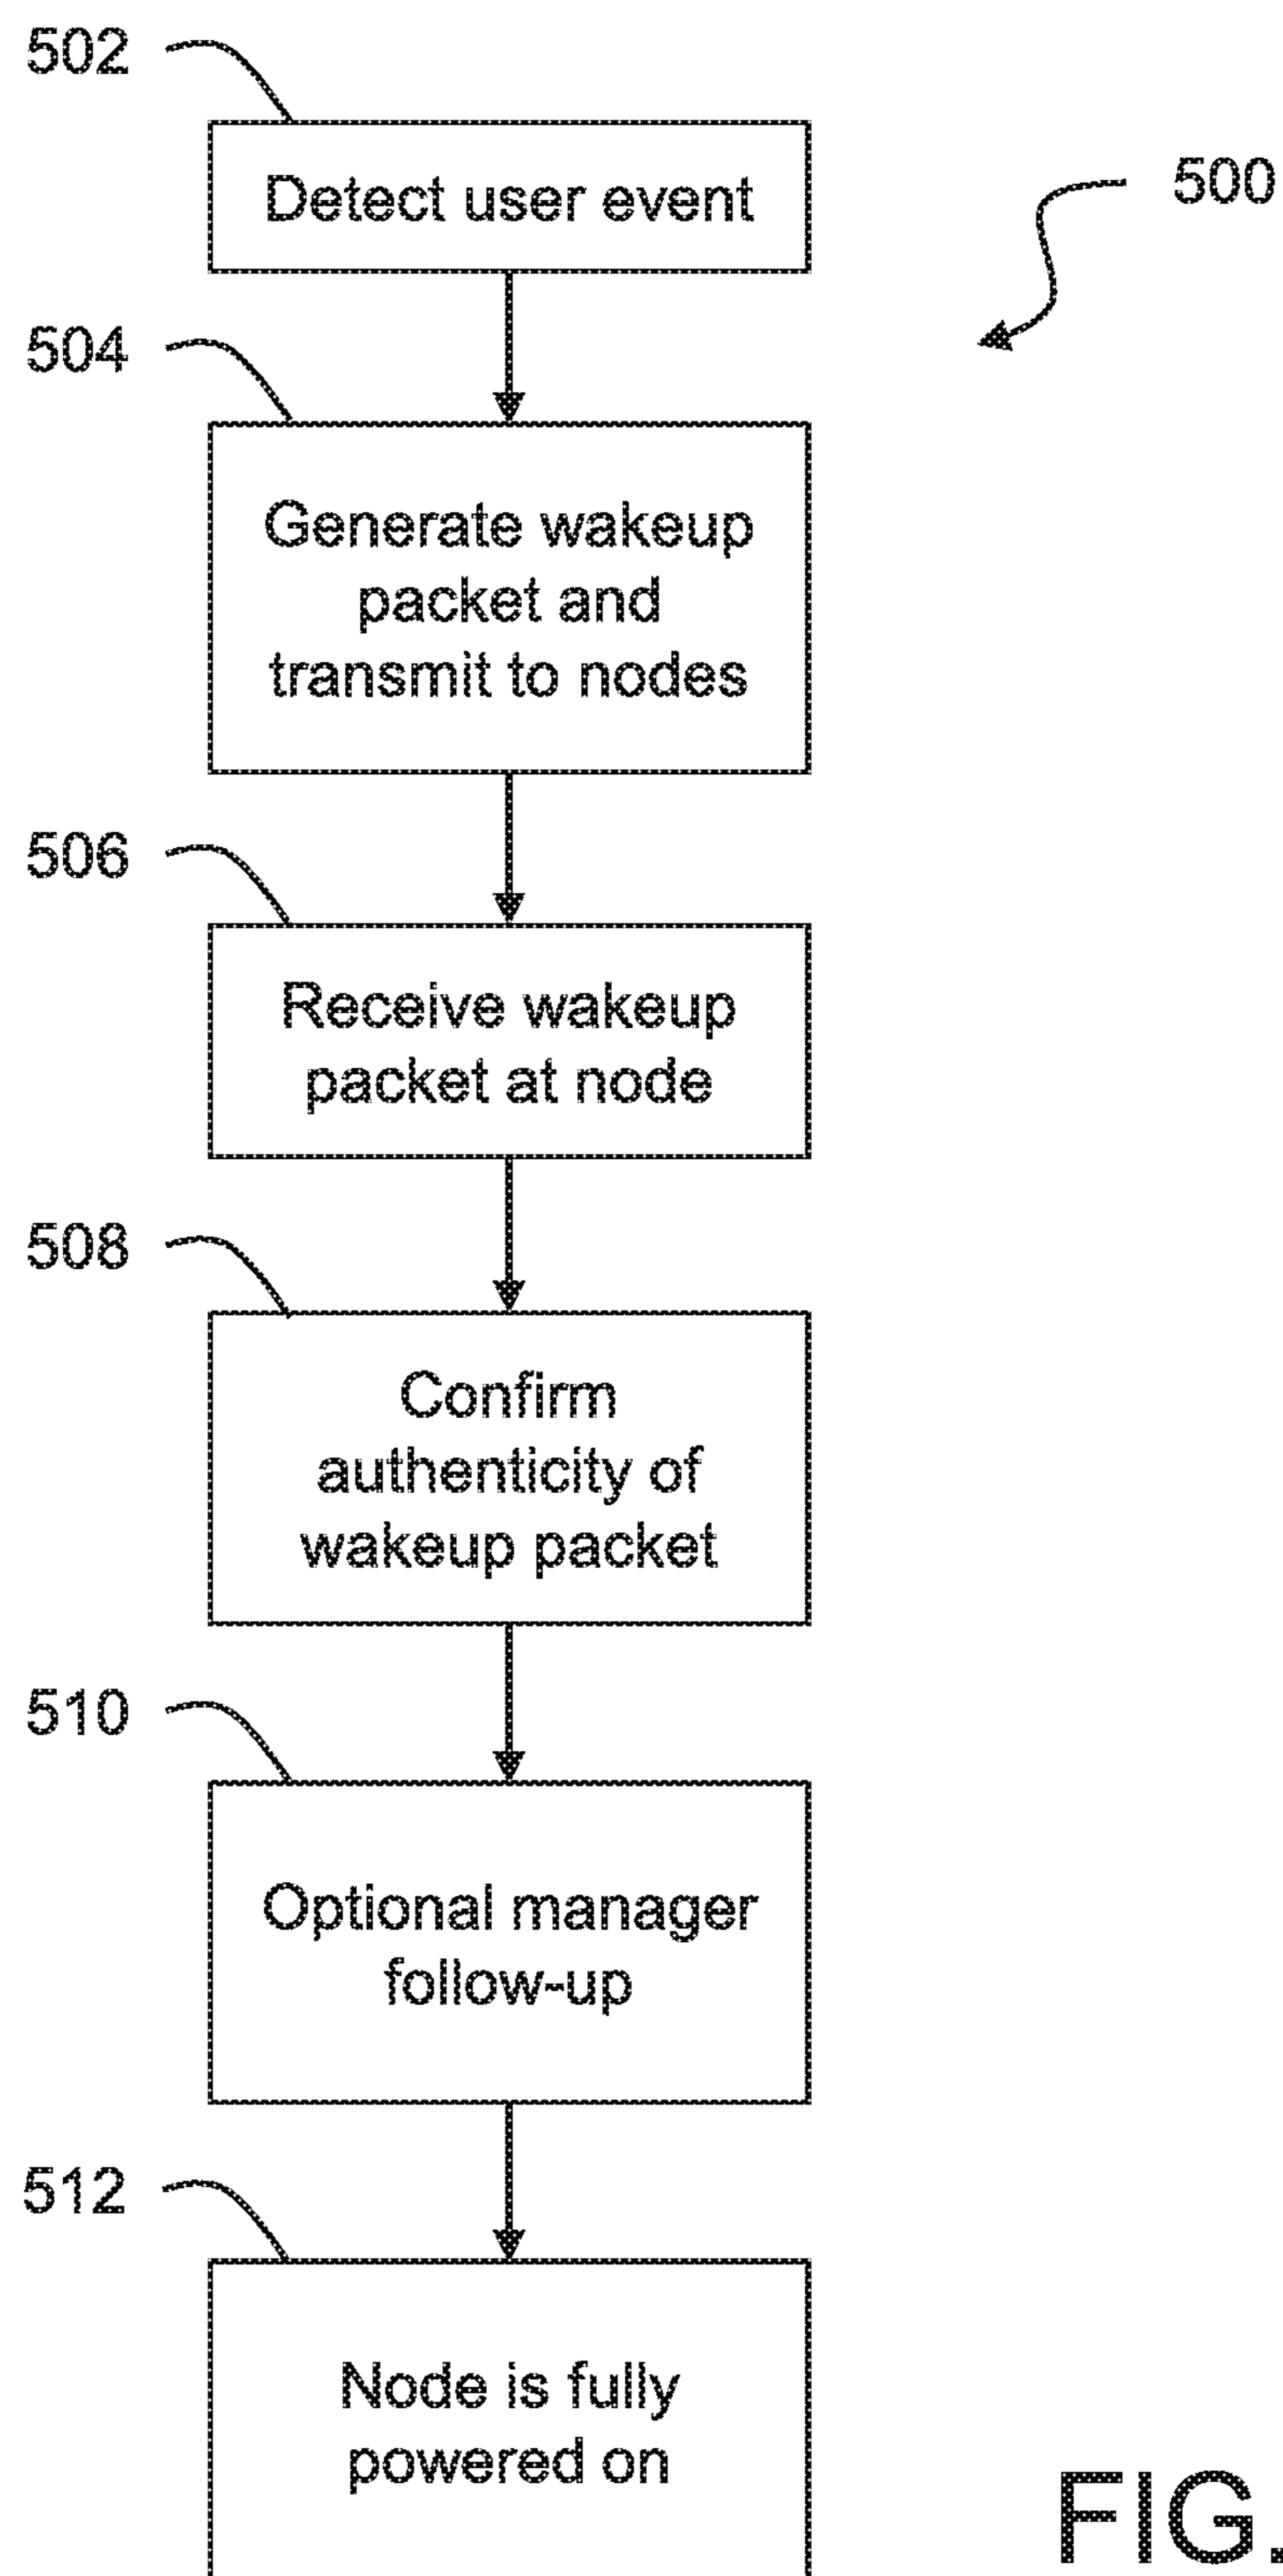 502
Detect user event
500
504
Generate wakeup
packet and
transmit to nodes
506
Receive wakeup
packet at node
508
Confirm
authenticity of
wakeup packet
510
Optional manager
follow-up
512
Node is fully
powered on
FIG.